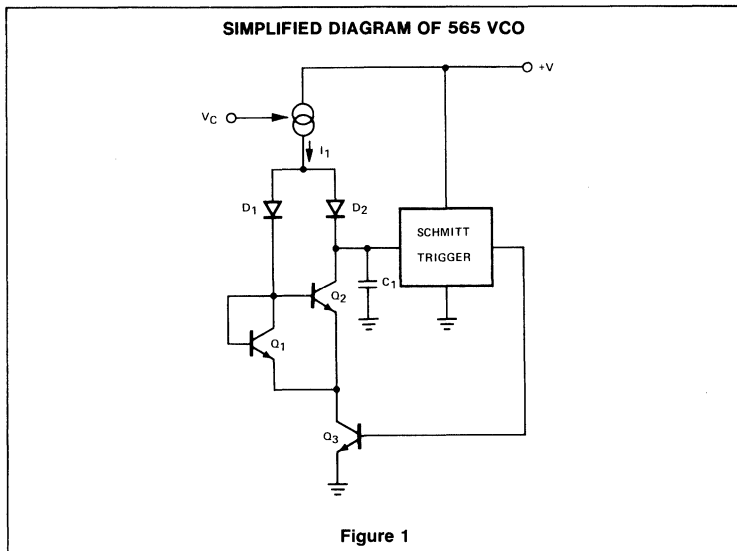 SIMPLIFIED DIAGRAM OF 565 VCO
+V
VC
I1
D1
D2
SCHMITT
TRIGGER
C1
Q2
Q1
Q3
Figure 1